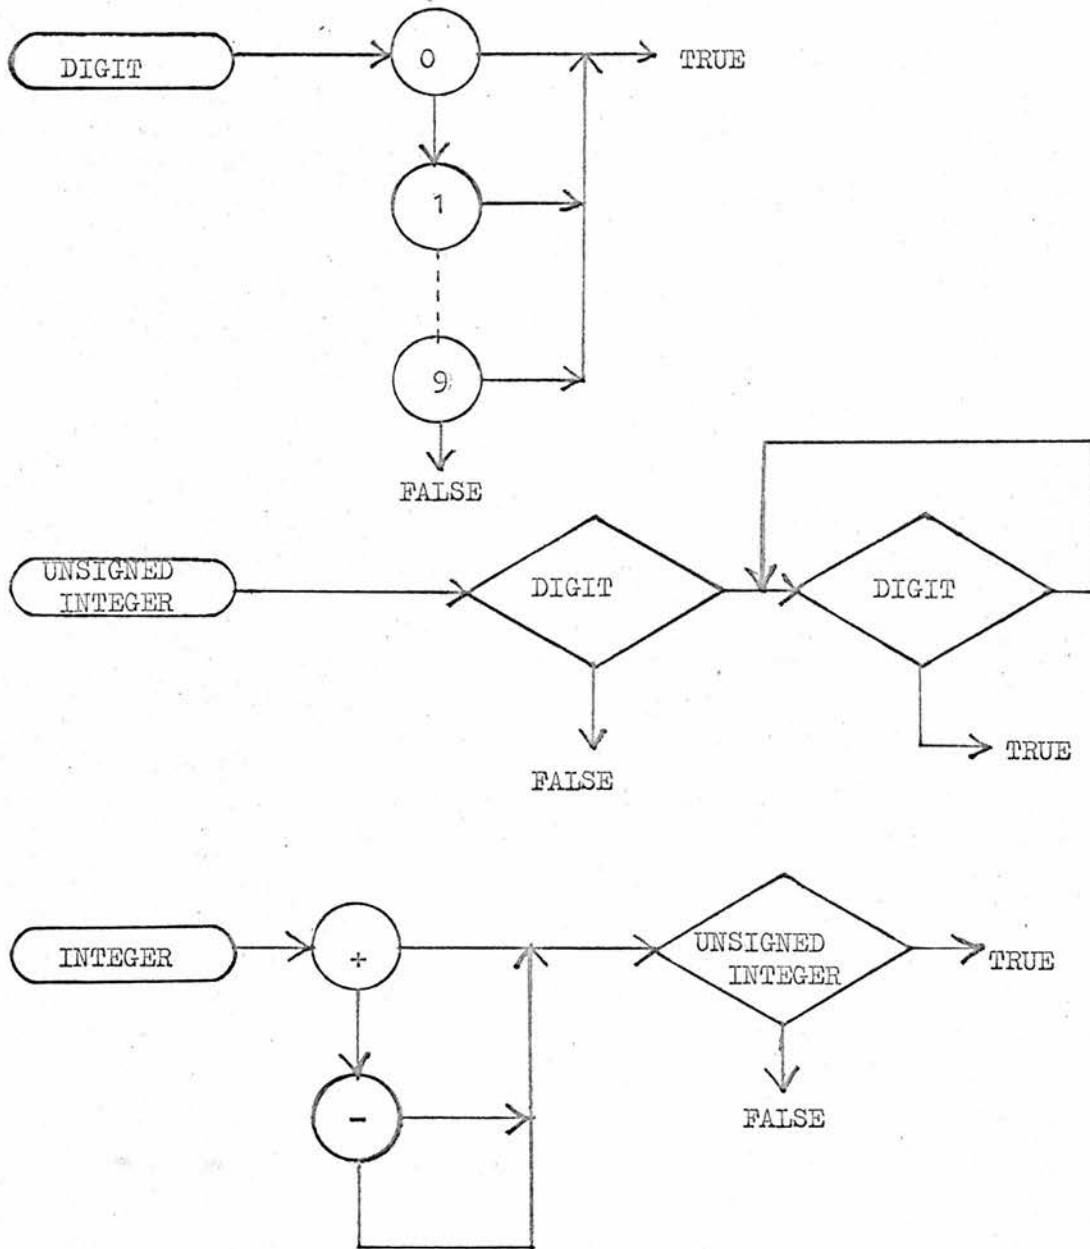 DIGIT
0
TRUE
1
9
FALSE
UNSIGNED
INTEGER
DIGIT
DIGIT
FALSE
TRUE
INTEGER
+
UNSIGNED
INTEGER
TRUE
-
FALSE